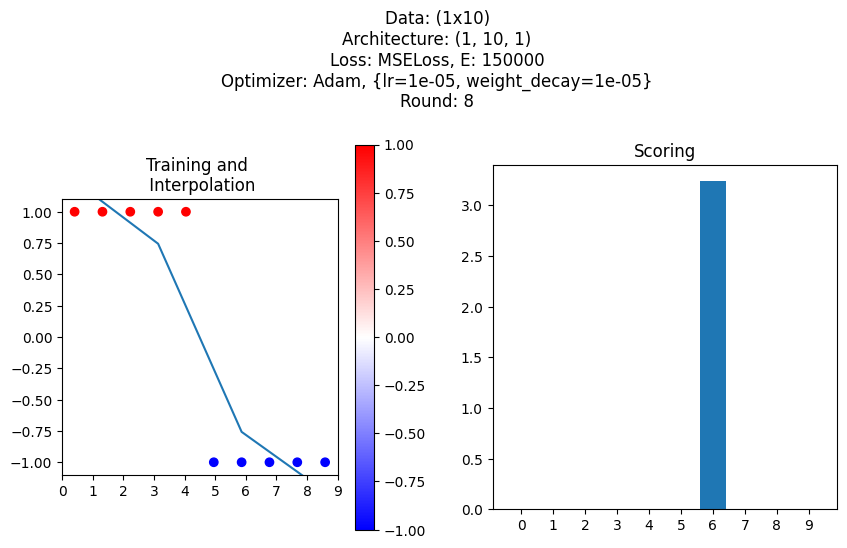 Data: (1x10)
Architecture: (1, 10, 1)
Loss: MSELoss, E: 150000
Optimizer: Adam, {lr=1e-05, weight_decay=1e-05}
Round: 8
Training and
Interpolation
1.00
0.75
0.50
0.25
0.00
−0.25
−0.50
−0.75
−1.00
0 1 2 3 4 5 6 7 8 9
1.00
0.75
0.50
0.25
0.00
−0.25
−0.50
−0.75
−1.00
Scoring
3.0
2.5
2.0
1.5
1.0
0.5
0.0
0 1 2 3 4 5 6 7 8 9